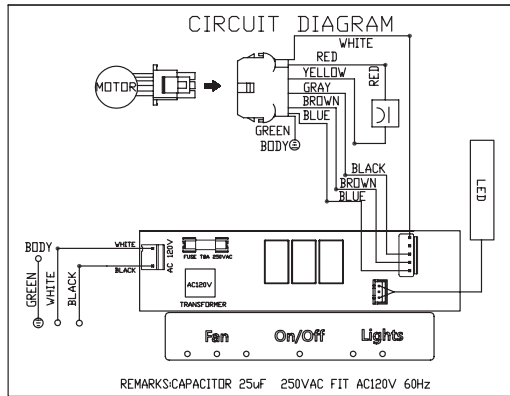 CIRCUIT DIAGRAM
WHITE
RED
YELLOW
GRAY
BROWN
BLUE
RED
MOTOR
GREEN
BODY
BLACK
BROWN
BLUE
LED
BODY
WHITE
BLACK
GREEN
WHITE
BLACK
AC 120V
FUSE T8A 250VAC
AC120V
TRANSFORMER
Fan On/Off Lights
REMARKS:CAPACITOR 25uF 250VAC FIT AC120V 60Hz